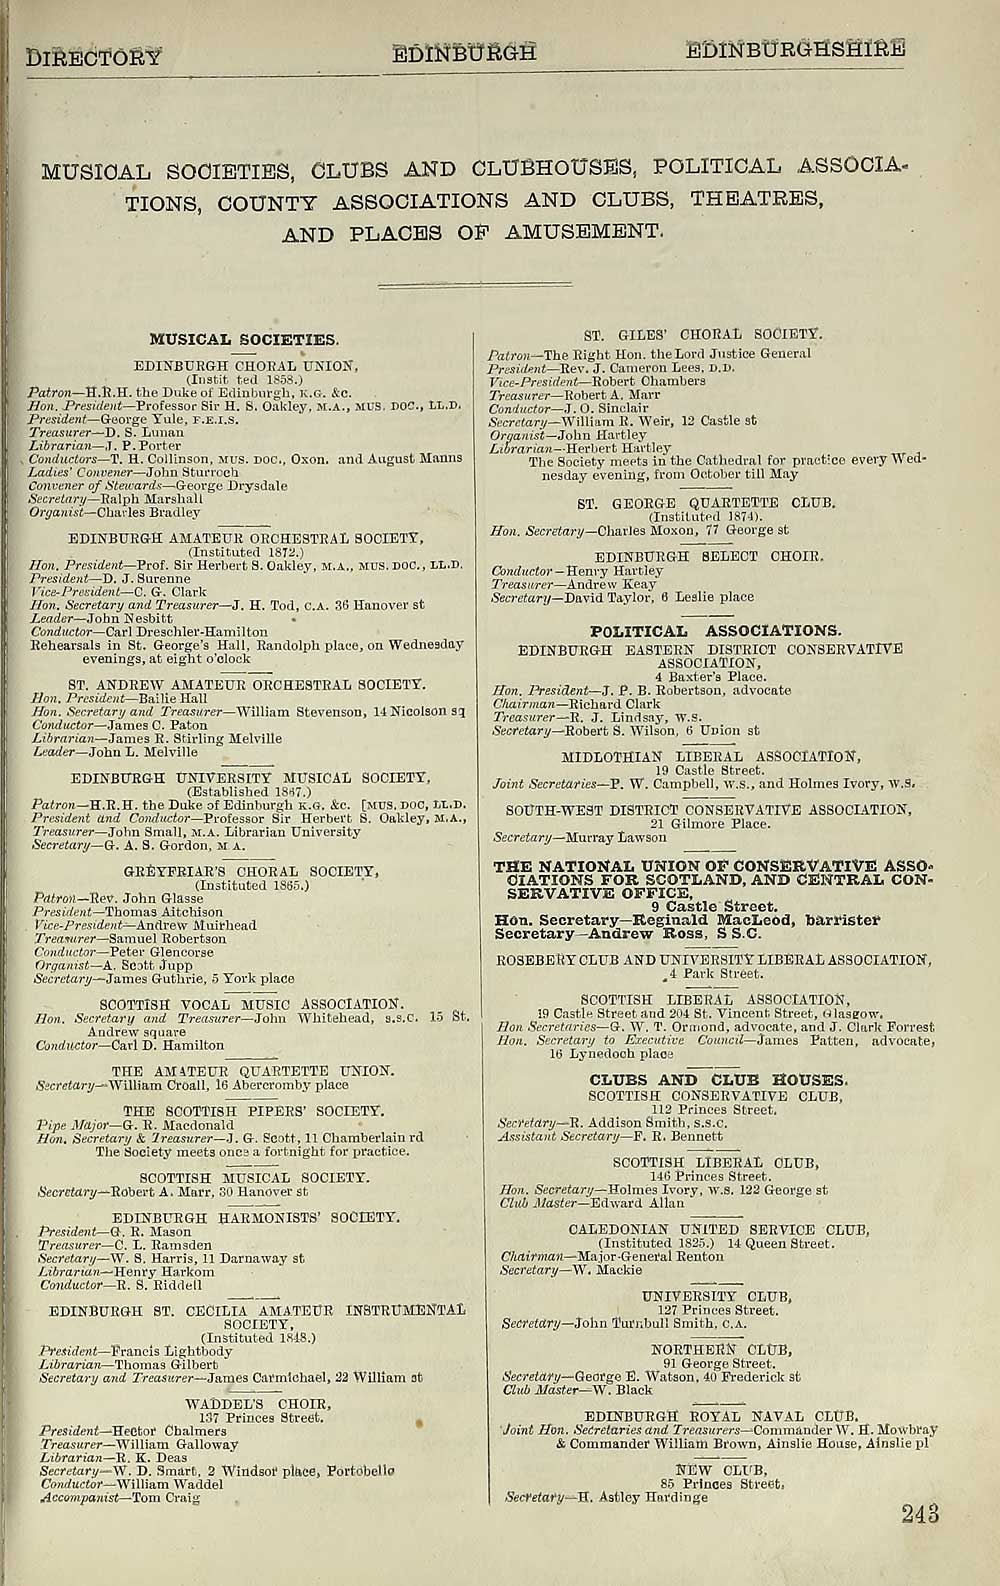 DIRECTORY EDINBURGH EDINBURGHSHIRE
MUSICAL SOCIETIES, CLUBS AND CLUBHOUSES, POLITICAL ASSOCIA-
TIONS, COUNTY ASSOCIATIONS AND CLUBS, THEATRES,
AND PLACES OF AMUSEMENT.
MUSICAL SOCIETIES.
EDINBURGH CHORAL UNION,
(Instit ted 1858.)
Patron—H.R.H. the Duke of Edinburgh, K.G. &c.
Hon. President—Professor Sir H. S. Oakley, M.A., MUS. DOC., LL.D.
President—George Yule, F.E.I.S.
Treasurer—D. S. Lunan
Librarian—J. P. Porter
Conductors—T. H. Collinson, MUS. DOC., Oxon. and August Manns
Ladies' Convener—John Sturroch
Convener of Stewards—George Drysdale
Secretary—Ralph Marshall
Organist—Charles Bradley
EDINBURGH AMATEUR ORCHESTRAL SOCIETY,
(Instituted 1872.)
Hon. President—Prof. Sir Herbert S. Oakley, M.A., MUS. DOC., LL.D.
President—D. J. Surenne
Vice-President—C. G. Clark
Hon. Secretary and Treasurer—J. H. Tod, C.A. 36 Hanover st
Leader—John Nesbitt
Conductor—Carl Dreschler-Hamilton
Rehearsals in St. George's Hall, Randolph place, on Wednesday
evenings, at eight o'clock
ST. ANDREW AMATEUR ORCHESTRAL SOCIETY.
Hon. President—Bailie Hall
Hon. Secretary and Treasurer—William Stevenson, 14 Nicolson sq
Conductor—James C. Paton
Librarian—James R. Stirling Melville
Leader—John L. Melville
EDINBURGH UNIVERSITY MUSICAL SOCIETY,
(Established 1867.)
Patron—H.R.H. the Duke of Edinburgh K.G. &c. [MUS. DOC, LL.D.
President and Conductor—Professor Sir Herbert S. Oakley, M.A.,
Treasurer—John Small, M.A. Librarian University
Secretary—G. A. S. Gordon, M A.
GREYFRIAR'S CHORAL SOCIETY,
(Instituted 1865.)
Patron—Rev. John Glasse
President—Thomas Aitchison
Vice-President—Andrew Muirhead
Treasurer—Samuel Robertson
Conductor—Peter Glencorse
Organist—A. Scott Jupp
Secretary—James Guthrie, 5 York place
SCOTTISH VOCAL MUSIC ASSOCIATION.
Hon. Secretary and Treasurer—John Whitehead, S.S.C. 15 St.
Andrew square
Conductor—Carl D. Hamilton
THE AMATEUR QUARTETTE UNION.
Secretary—William Croall, 16 Abercromby place
THE SCOTTISH PIPERS' SOCIETY.
Pipe Major—G. R. Macdonald
Hon. Secretary & Treasurer—J. G. Scott, 11 Chamberlain rd
The Society meets once a fortnight for practice.
SCOTTISH MUSICAL SOCIETY.
Secretary—Robert A. Marr, 30 Hanover st
EDINBURGH HARMONISTS' SOCIETY.
President—G. R. Mason
Treasurer—C. L. Ramsden
Secretary—W. S. Harris, 11 Darnaway st
Librarian—Henry Harkom
Conductor—R. S. Riddell
EDINBURGH ST. CECILIA AMATEUR INSTRUMENTAL
SOCIETY,
(Instituted 1848.)
President—Francis Lightbody
Librarian—Thomas Gilbert
Secretary and Treasurer—James Carmichael, 22 William st
WADDEL'S CHOIR,
137 Princes Street.
President—Hector Chalmers
Treasurer—William Galloway
Librarian—R. K. Deas
Secretary—W. D. Smart, 2 Windsor place, Portobello
Conductor—William Waddel
Accompanist—Tom Craig
ST. GILES' CHORAL SOCIETY.
Patron—The Right Hon. the Lord Justice General
President—Rev. J. Cameron Lees, D.D.
Vice-President—Robert Chambers
Treasurer—Robert A. Marr
Conductor—J. O. Sinclair
Secretary—William R. Weir, 12 Castle st
Organist—John Hartley
Librarian—Herbert Hartley
The Society meets in the Cathedral for practice every Wed-
nesday evening, from October till May
ST. GEORGE QUARTETTE CLUB.
(Instituted 1874).
Hon. Secretary—Charles Moxon, 77 George st
EDINBURGH SELECT CHOIR.
Conductor—Henry Hartley
Treasurer—Andrew Keay
Secretary—David Taylor, 6 Leslie place
POLITICAL ASSOCIATIONS.
EDINBURGH EASTERN DISTRICT CONSERVATIVE
ASSOCIATION,
4 Baxter's Place.
Hon. President—J. P. B. Robertson, advocate
Chairman—Richard Clark
Treasurer—R. J. Lindsay, W.S.
Secretary—Robert S. Wilson, 6 Union st
MIDLOTHIAN LIBERAL ASSOCIATION,
19 Castle Street.
Joint Secretaries—P. W. Campbell, W.S., and Holmes Ivory, W.S.
SOUTH-WEST DISTRICT CONSERVATIVE ASSOCIATION,
21 Gilmore Place.
Secretary—Murray Lawson
THE NATIONAL UNION OF CONSERVATIVE ASSO-
CIATIONS FOR SCOTLAND, AND CENTRAL CON-
SERVATIVE OFFICE,
9 Castle Street.
Hon. Secretary—Reginald MacLeod, barrister
Secretary—Andrew Ross, S S.C.
ROSEBERY CLUB AND UNIVERSITY LIBERAL ASSOCIATION,
4 Park Street.
SCOTTISH LIBERAL ASSOCIATION,
19 Castle Street and 204 St. Vincent Street, Glasgow.
Hon Secretaries—G. W. T. Ormond, advocate, and J. Clark Forrest
Hon. Secretary to Executive Council—James Patten, advocate,
16 Lynedoch place
CLUBS AND CLUB HOUSES.
SCOTTISH CONSERVATIVE CLUB,
112 Princes Street.
Secretary—R. Addison Smith, S.S.C.
Assistant Secretary—F. R. Bennett
SCOTTISH LIBERAL CLUB,
146 Princes Street.
Hon. Secretary—Holmes Ivory, W.S. 122 George st
Club Master—Edward Allan
CALEDONIAN UNITED SERVICE CLUB,
(Instituted 1825.) 14 Queen Street.
Chairman—Major-General Renton
Secretary—W. Mackie
UNIVERSITY CLUB,
127 Princes Street.
Secretary—John Turnbull Smith, C.A.
NORTHERN CLUB,
91 George Street.
Secretary—George E. Watson, 40 Frederick st
Club Master—W. Black
EDINBURGH ROYAL NAVAL CLUB.
Joint Hon. Secretaries and Treasurers—Commander W. H. Mowbray
& Commander William Brown, Ainslie House, Ainslie pl
NEW CLUB,
85 Princes Street,
Secretary—H. Astley Hardinge
243